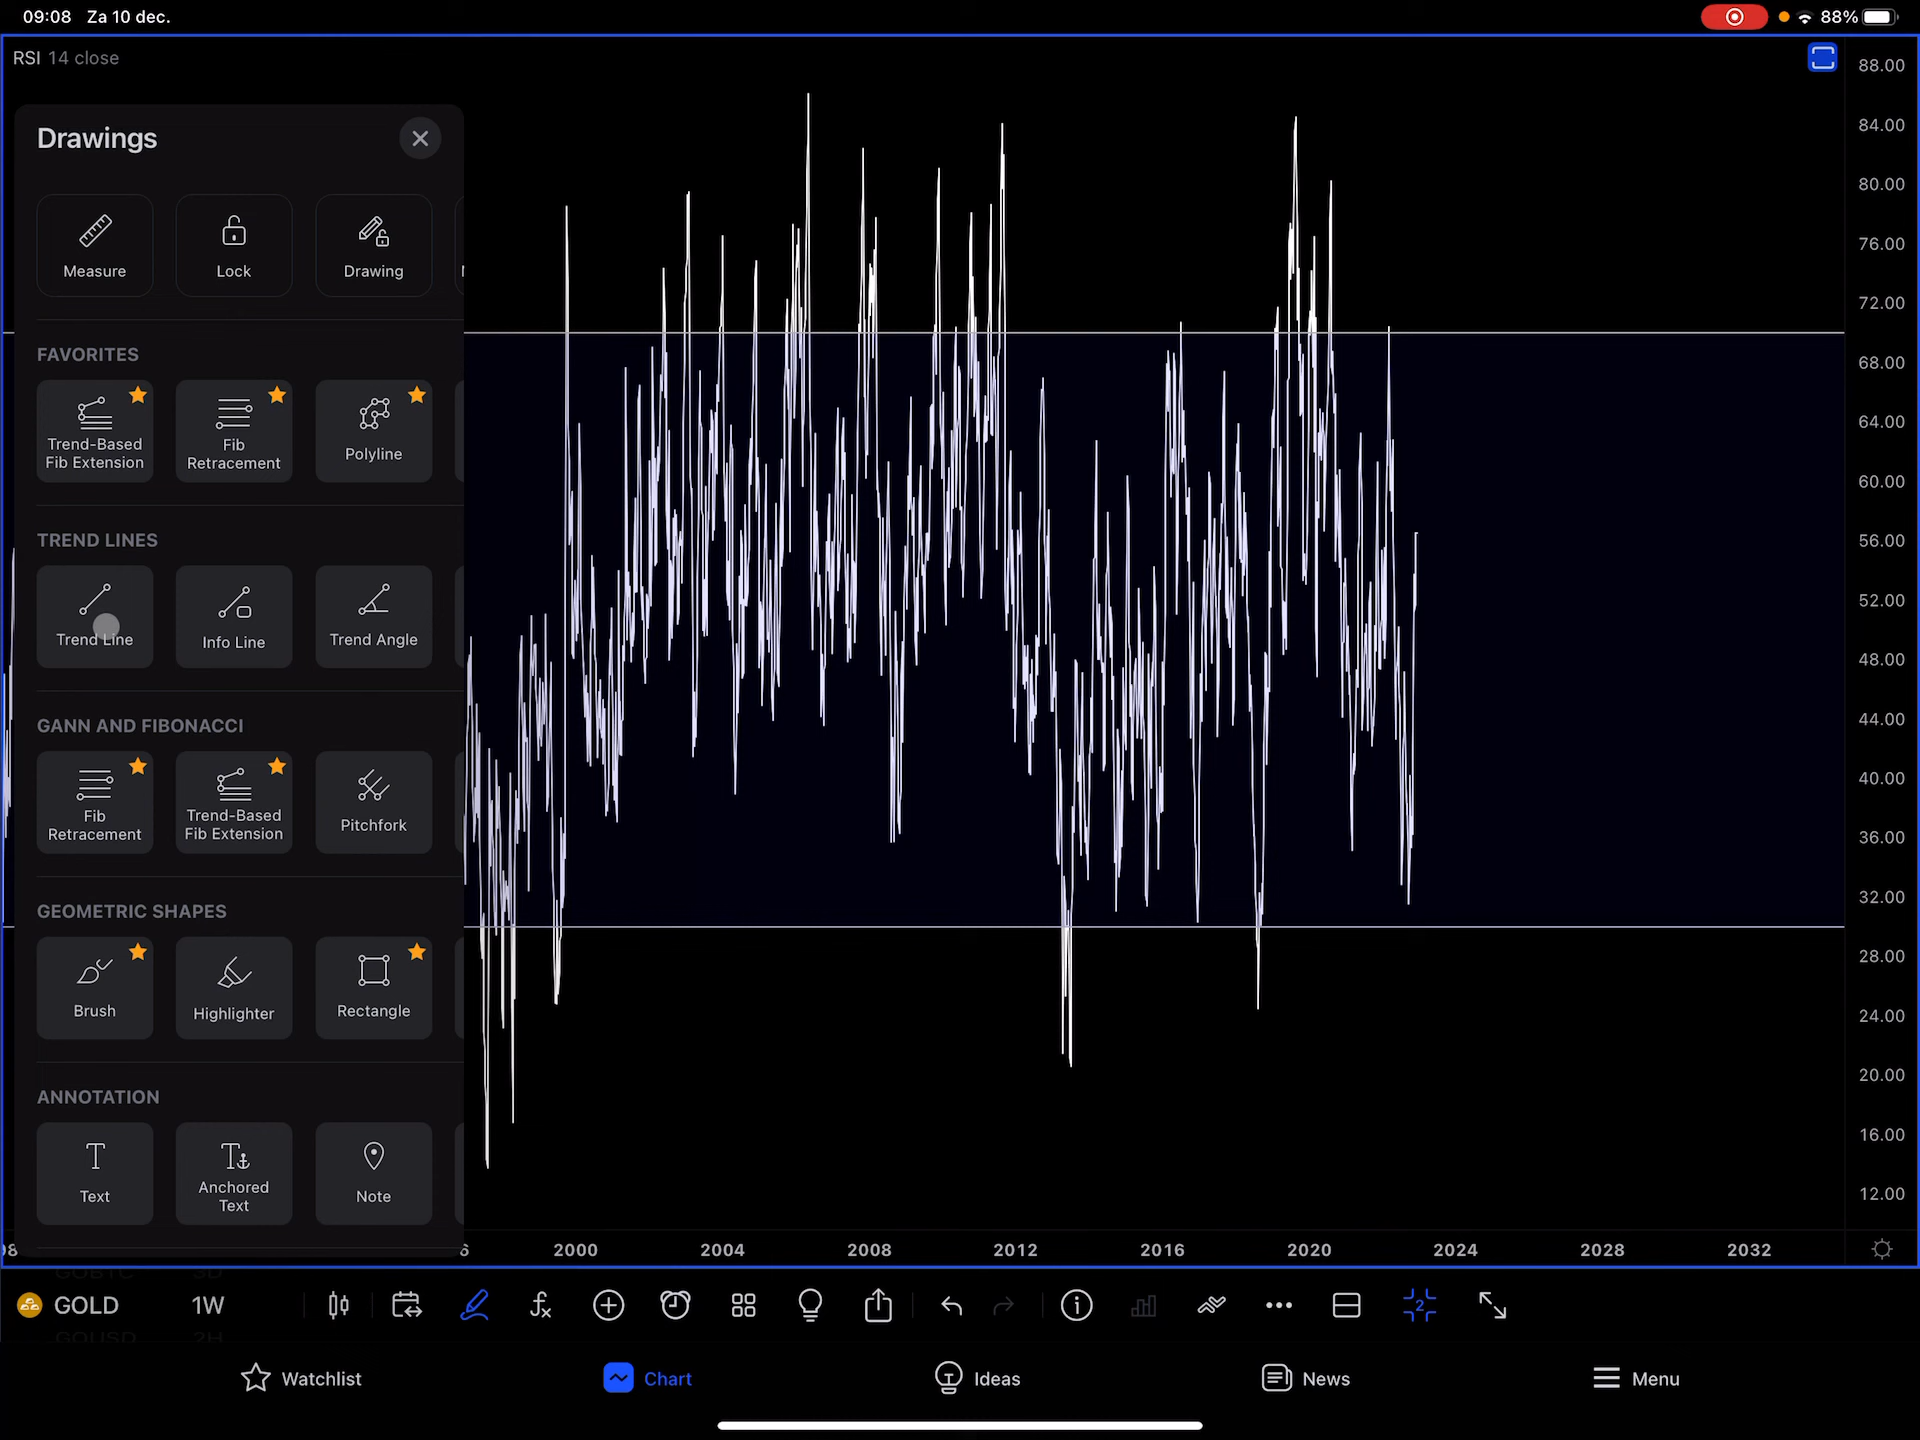 09:08 Za 10 dec.
88%
RSI 14 close
88.00
84.00
80.00
76.00
72.00
68.00
64.00
60.00
56.00
52.00
48.00
44.00
40.00
36.00
32.00
28.00
24.00
20.00
16.00
12.00
Drawings
Measure
Lock
Drawing
FAVORITES
Trend-Based
Fib Extension
Fib
Retracement
Polyline
TREND LINES
Trend Line
Info Line
Trend Angle
GANN AND FIBONACCI
Fib
Retracement
Trend-Based
Fib Extension
Pitchfork
GEOMETRIC SHAPES
Brush
Highlighter
Rectangle
ANNOTATION
Text
Anchored
Text
Note
2000 2004 2008 2012 2016 2020 2024 2028 2032
GOLD 1W
2
Watchlist
Chart
Ideas
News
Menu